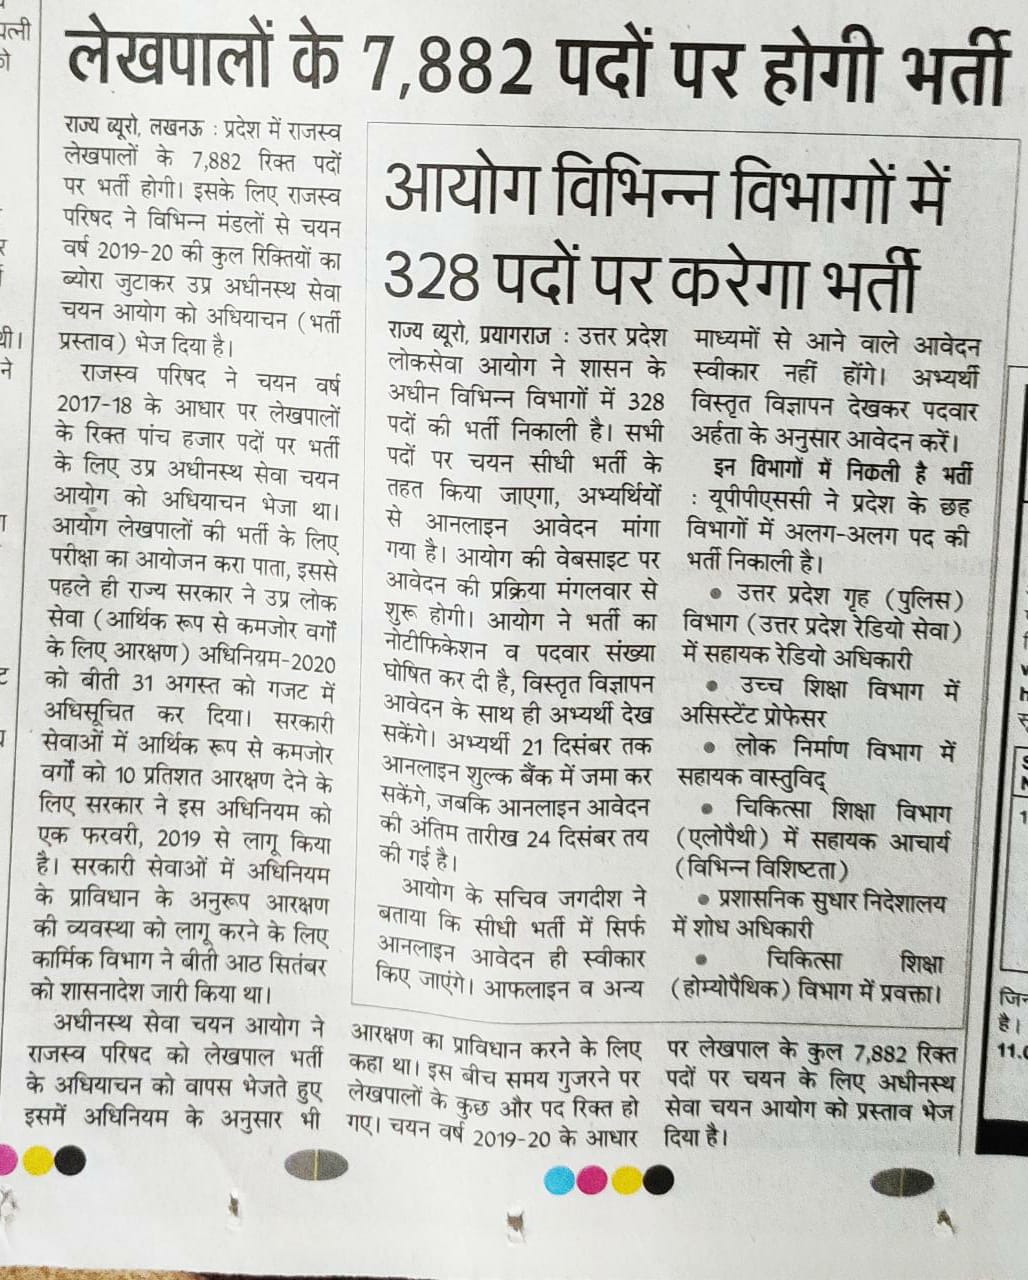 लेखपालों के 7,882 पदों पर होगी भर्ती
राज्य ब्यूरो, लखनऊ : प्रदेश में राजस्व
लेखपालों के 7,882 रिक्त पदों
पर भर्ती होगी। इसके लिए राजस्व
परिषद ने विभिन्न मंडलों से चयन
वर्ष 2019-20 की कुल रिक्तियों का
ब्योरा जुटाकर उप्र अधीनस्थ सेवा
चयन आयोग को अधियाचन (भर्ती
प्रस्ताव) भेज दिया है।
राजस्व परिषद ने चयन वर्ष
2017-18 के आधार पर लेखपालों
के रिक्त पांच हजार पदों पर भर्ती
के लिए उप्र अधीनस्थ सेवा चयन
आयोग को अधियाचन भेजा था।
आयोग लेखपालों की भर्ती के लिए
परीक्षा का आयोजन करा पाता, इससे
पहले ही राज्य सरकार ने उप्र लोक
सेवा (आर्थिक रूप से कमजोर वर्गों
के लिए आरक्षण) अधिनियम-2020
को बीती 31 अगस्त को गजट में
अधिसूचित कर दिया। सरकारी
सेवाओं में आर्थिक रूप से कमजोर
वर्गों को 10 प्रतिशत आरक्षण देने के
लिए सरकार ने इस अधिनियम को
एक फरवरी, 2019 से लागू किया
है। सरकारी सेवाओं में अधिनियम
के प्राविधान के अनुरूप आरक्षण
की व्यवस्था को लागू करने के लिए
कार्मिक विभाग ने बीती आठ सितंबर
को शासनादेश जारी किया था।
अधीनस्थ सेवा चयन आयोग ने
राजस्व परिषद को लेखपाल भर्ती
के अधियाचन को वापस भेजते हुए
इसमें अधिनियम के अनुसार भी
आरक्षण का प्राविधान करने के लिए
कहा था। इस बीच समय गुजरने पर
लेखपालों के कुछ और पद रिक्त हो
गए। चयन वर्ष 2019-20 के आधार
पर लेखपाल के कुल 7,882 रिक्त
पदों पर चयन के लिए अधीनस्थ
सेवा चयन आयोग को प्रस्ताव भेज
दिया है।
आयोग विभिन्न विभागों में
328 पदों पर करेगा भर्ती
राज्य ब्यूरो, प्रयागराज : उत्तर प्रदेश
लोकसेवा आयोग ने शासन के
अधीन विभिन्न विभागों में 328
पदों की भर्ती निकाली है। सभी
पदों पर चयन सीधी भर्ती के
तहत किया जाएगा, अभ्यर्थियों
से आनलाइन आवेदन मांगा
गया है। आयोग की वेबसाइट पर
आवेदन की प्रक्रिया मंगलवार से
शुरू होगी। आयोग ने भर्ती का
नोटीफिकेशन व पदवार संख्या
घोषित कर दी है, विस्तृत विज्ञापन
आवेदन के साथ ही अभ्यर्थी देख
सकेंगे। अभ्यर्थी 21 दिसंबर तक
आनलाइन शुल्क बैंक में जमा कर
सकेंगे, जबकि आनलाइन आवेदन
की अंतिम तारीख 24 दिसंबर तय
की गई है।
आयोग के सचिव जगदीश ने
बताया कि सीधी भर्ती में सिर्फ
आनलाइन आवेदन ही स्वीकार
किए जाएंगे। आफलाइन व अन्य
माध्यमों से आने वाले आवेदन
स्वीकार नहीं होंगे। अभ्यर्थी
विस्तृत विज्ञापन देखकर पदवार
अर्हता के अनुसार आवेदन करें।
इन विभागों में निकली है भर्ती
: यूपीपीएससी ने प्रदेश के छह
विभागों में अलग-अलग पद की
भर्ती निकाली है।
● उत्तर प्रदेश गृह (पुलिस)
विभाग (उत्तर प्रदेश रेडियो सेवा)
में सहायक रेडियो अधिकारी
● उच्च शिक्षा विभाग में
असिस्टेंट प्रोफेसर
● लोक निर्माण विभाग में
सहायक वास्तुविद्
● चिकित्सा शिक्षा विभाग
(एलोपैथी) में सहायक आचार्य
(विभिन्न विशिष्टता)
● प्रशासनिक सुधार निदेशालय
में शोध अधिकारी
● चिकित्सा शिक्षा
(होम्योपैथिक) विभाग में प्रवक्ता।